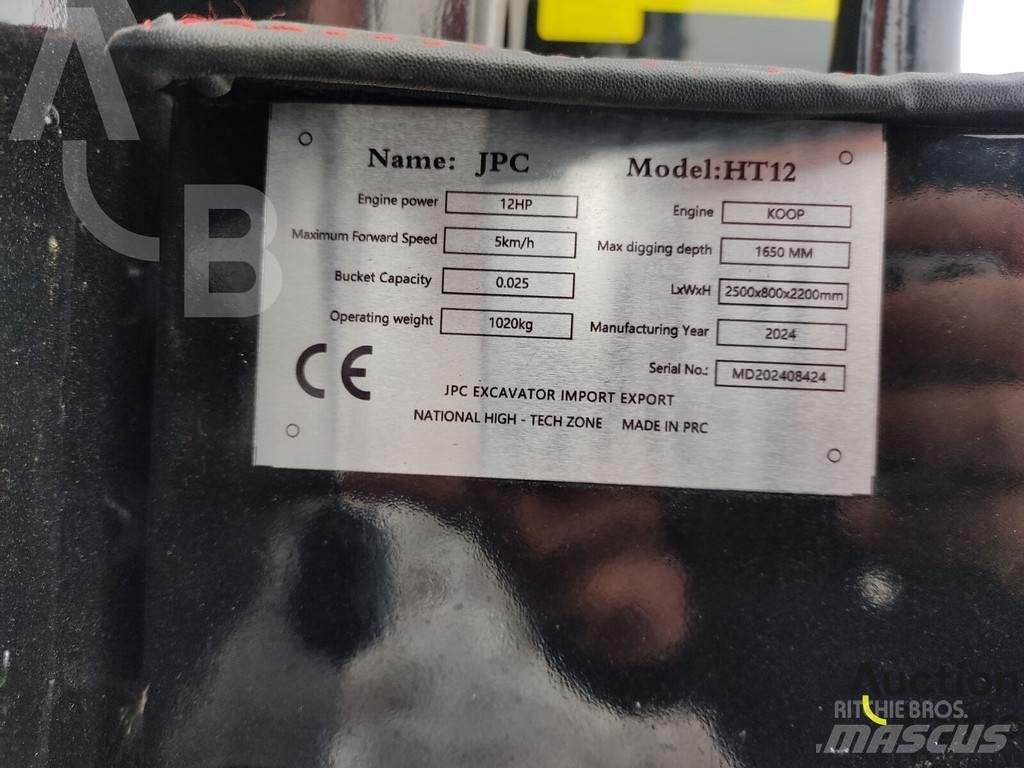 AB
Name: JPC
Engine power 12HP
Maximum Forward Speed 5km/h
Bucket Capacity 0.025
Operating weight 1020kg
Model:HT12
Engine KOOP
Max digging depth 1650 MM
LxWxH 2500x800x2200mm
Manufacturing Year 2024
Serial No.: MD202408424
CE
JPC EXCAVATOR IMPORT EXPORT
NATIONAL HIGH - TECH ZONE MADE IN PRC
Auction
RITCHIE BROS.
MASCUS